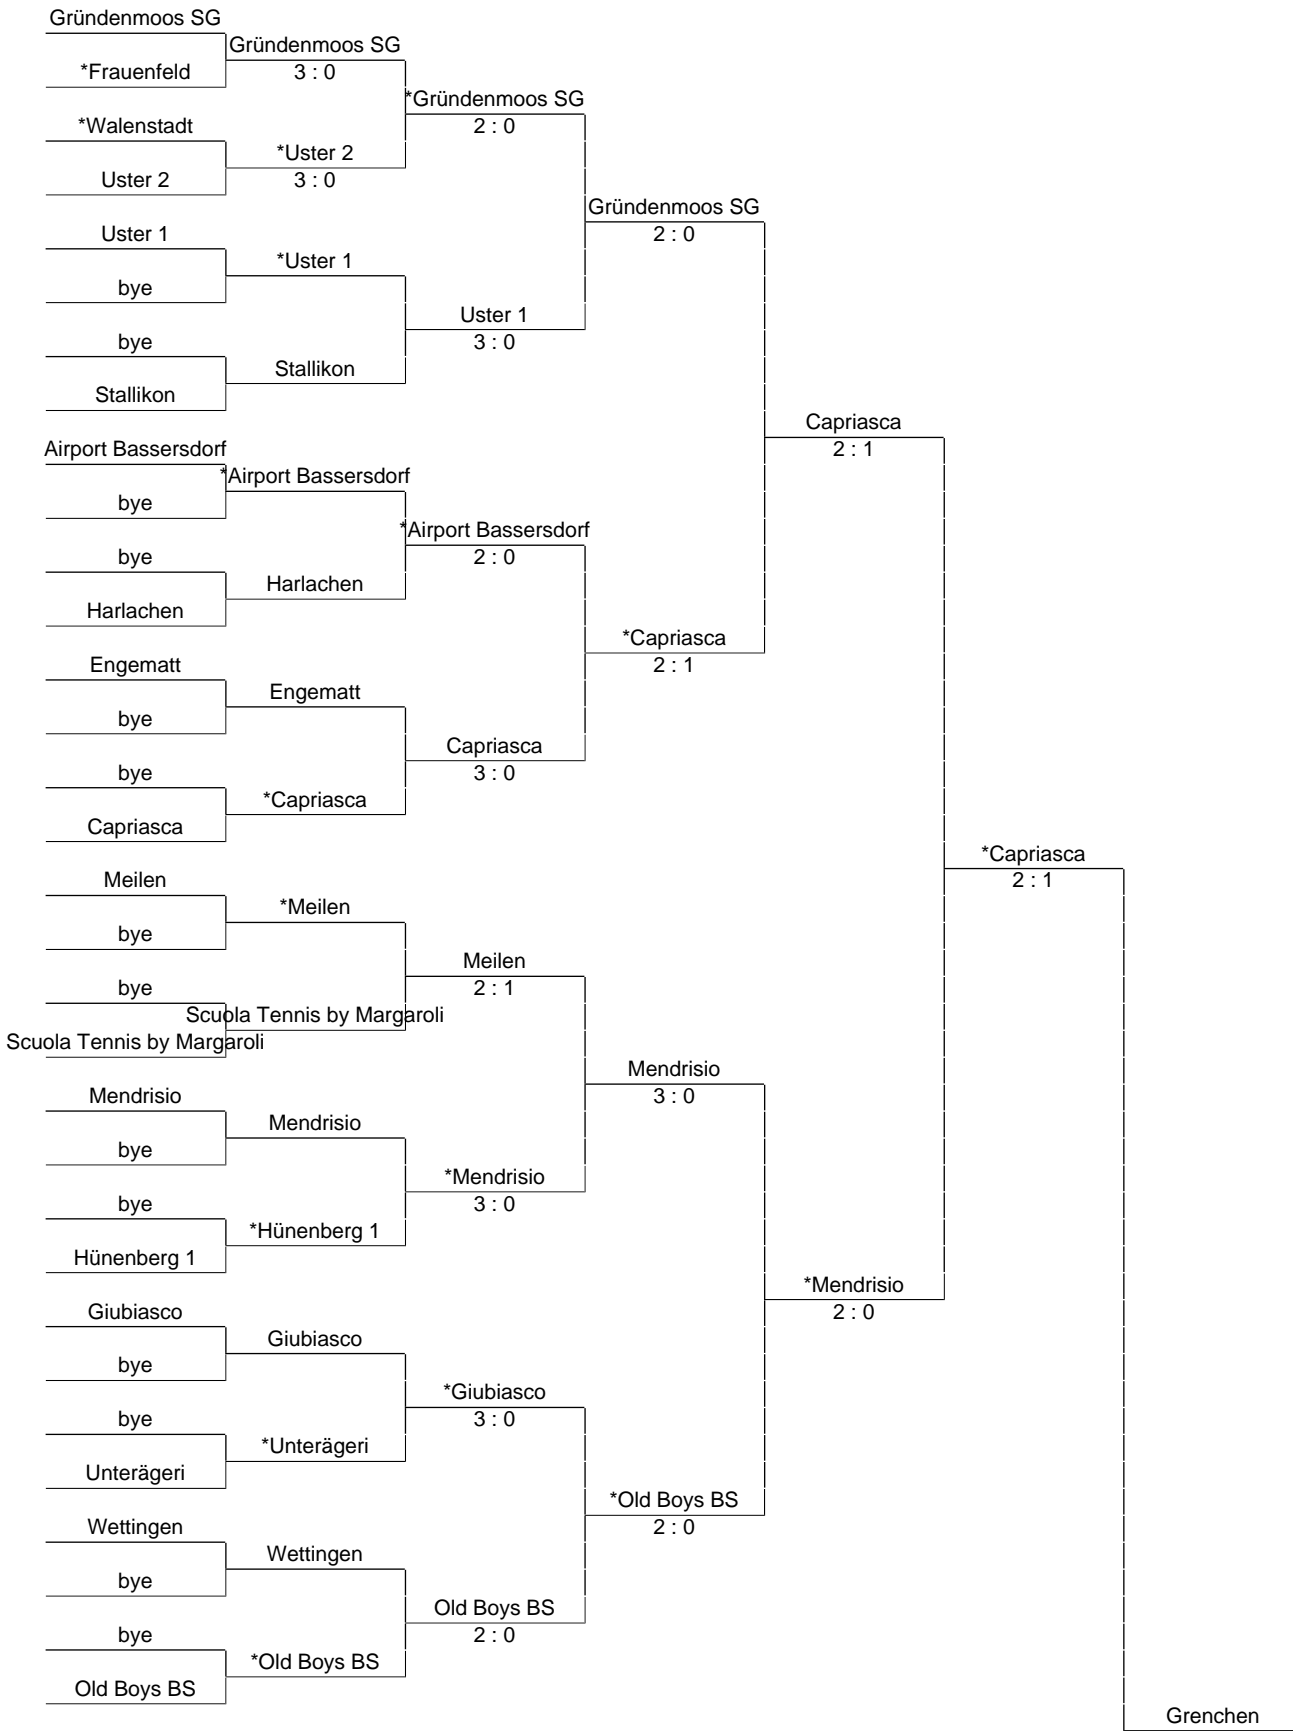 Gründenmoos SG
Gründenmoos SG
*Frauenfeld
3 : 0
*Gründenmoos SG
*Walenstadt
2 : 0
*Uster 2
Uster 2
3 : 0
Gründenmoos SG
Uster 1
2 : 0
*Uster 1
bye
Uster 1
bye
3 : 0
Stallikon
Stallikon
Capriasca
Airport Bassersdorf
2 : 1
*Airport Bassersdorf
bye
*Airport Bassersdorf
bye
2 : 0
Harlachen
Harlachen
*Capriasca
Engematt
2 : 1
Engematt
bye
Capriasca
bye
3 : 0
*Capriasca
Capriasca
*Capriasca
Meilen
2 : 1
*Meilen
bye
Meilen
bye
2 : 1
Scuola Tennis by Margaroli
Scuola Tennis by Margaroli
Mendrisio
Mendrisio
3 : 0
Mendrisio
bye
*Mendrisio
bye
3 : 0
*Hünenberg 1
Hünenberg 1
*Mendrisio
Giubiasco
2 : 0
Giubiasco
bye
*Giubiasco
bye
3 : 0
*Unterägeri
Unterägeri
*Old Boys BS
Wettingen
2 : 0
Wettingen
bye
Old Boys BS
bye
2 : 0
*Old Boys BS
Old Boys BS
Grenchen